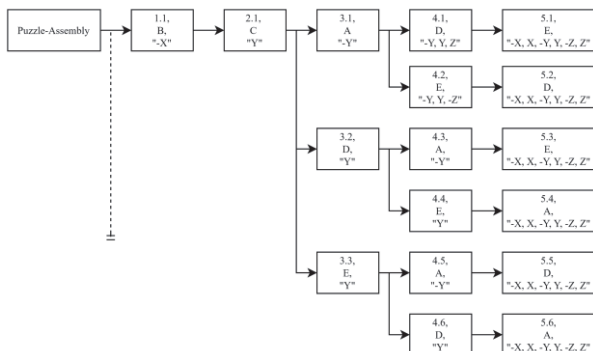 Puzzle-Assembly
1.1,
B,
"-X"
2.1,
C
"Y"
3.1,
A
"-Y"
4.1,
D,
"-Y, Y, Z"
5.1,
E,
"-X, X, -Y, Y, -Z, Z"
4.2,
E,
"-Y, Y, -Z"
5.2,
D,
"-X, X, -Y, Y, -Z, Z"
3.2,
D,
"Y"
4.3,
A,
"-Y"
5.3,
E,
"-X, X, -Y, Y, -Z, Z"
4.4,
E,
"Y"
5.4,
A,
"-X, X, -Y, Y, -Z, Z"
3.3,
E,
"Y"
4.5,
A,
"-Y"
5.5,
D,
"-X, X, -Y, Y, -Z, Z"
4.6,
D,
"Y"
5.6,
A,
"-X, X, -Y, Y, -Z, Z"